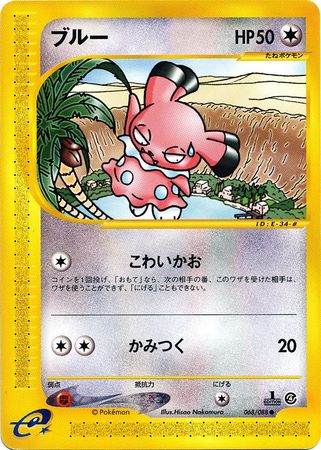 ブルー HP50
たねポケモン
ID:E-34-#
こわいかお
コインを1回投げ、「おもて」なら、次の相手の番、このワザを受けた相手は、
ワザを使うことができず、「にげる」こともできない。
かみつく 20
弱点 抵抗力 にげる
©Pokémon Illus.Hisao Nakamura 068/088 ●
1 EDITION
e